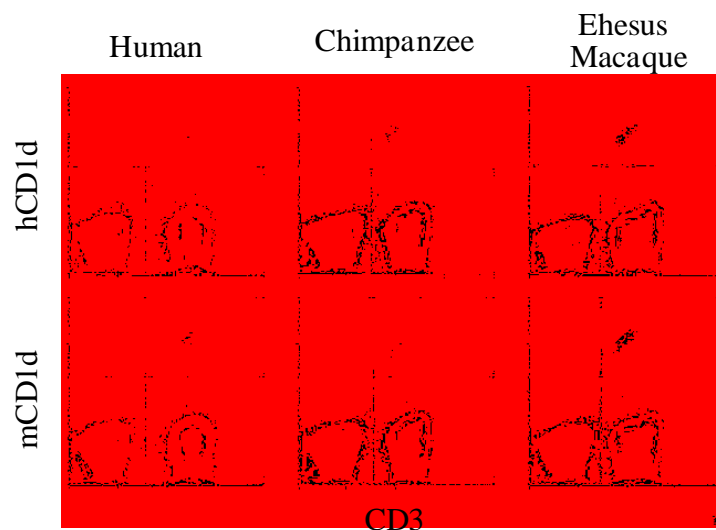 Human
Chimpanzee
Ehesus
Macaque
hCD1d
mCD1d
CD3